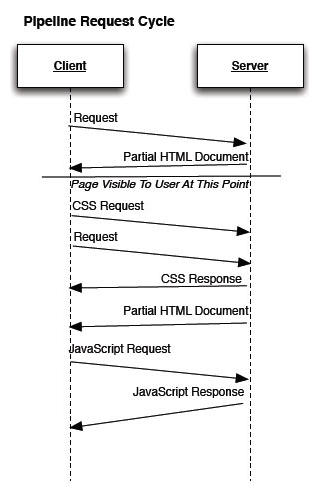 Pipeline Request Cycle
Client
Server
Request
Partial HTML Document
Page Visible To User At This Point
CSS Request
Request
CSS Response
Partial HTML Document
JavaScript Request
JavaScript Response